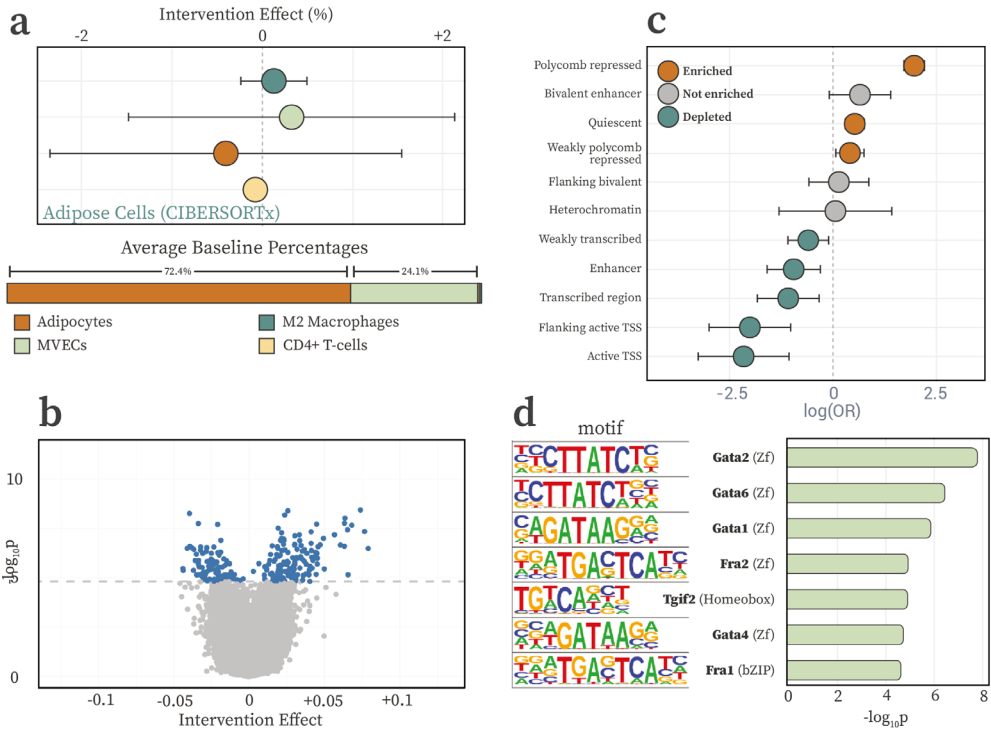 a
Intervention Effect (%)
-2 0 +2
Adipose Cells (CIBERSORTx)
Average Baseline Percentages
72.4% 24.1%
Adipocytes
M2 Macrophages
MVECs
CD4+ T-cells
b
10
5
0
-log10p
-0.1 -0.05 0 +0.05 +0.1
Intervention Effect
c
Enriched
Not enriched
Depleted
Polycomb repressed
Bivalent enhancer
Quiescent
Weakly polycomb
repressed
Flanking bivalent
Heterochromatin
Weakly transcribed
Enhancer
Transcribed region
Flanking active TSS
Active TSS
-2.5 0 2.5
log(OR)
d
motif
Gata2 (Zf)
Gata6 (Zf)
Gata1 (Zf)
Fra2 (Zf)
Tgif2 (Homeobox)
Gata4 (Zf)
Fra1 (bZIP)
0 2 4 6 8
-log10p